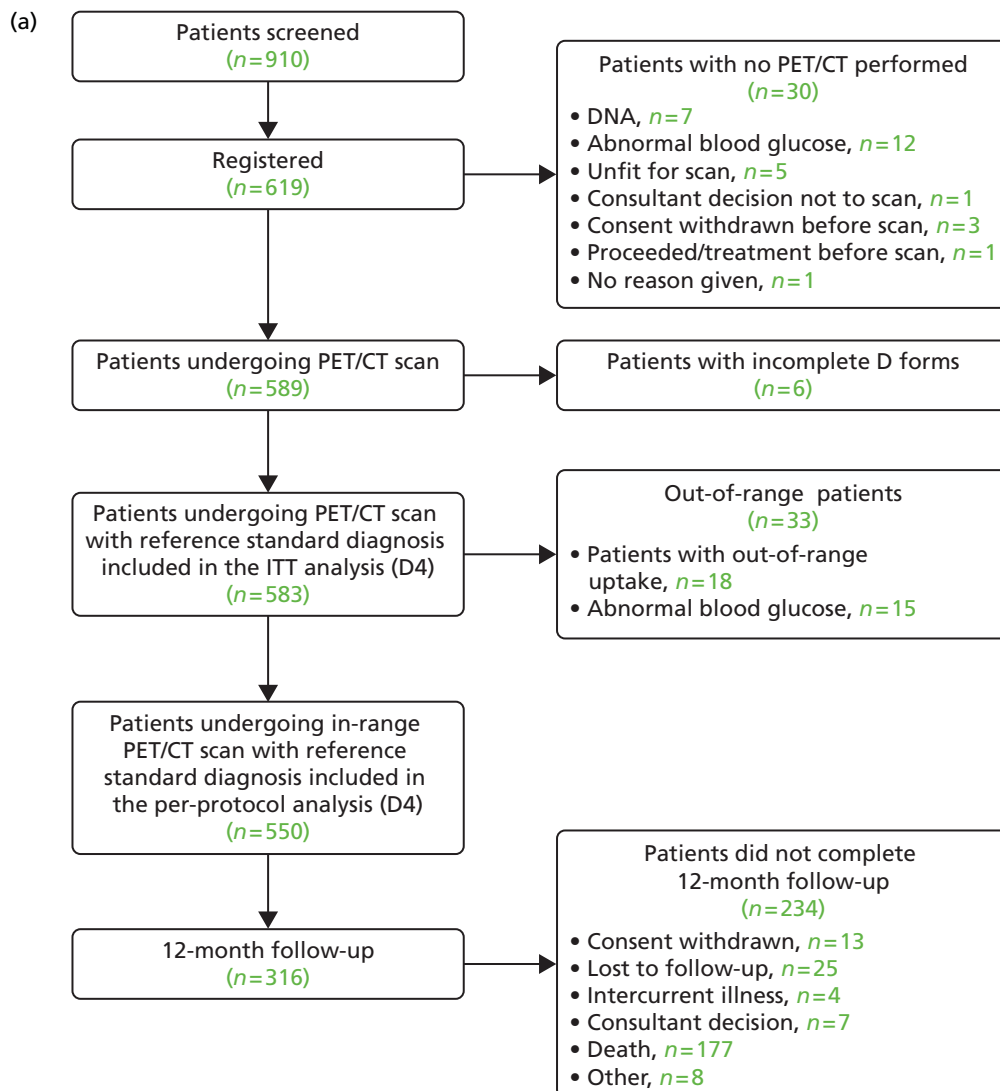 (a)
Patients screened
(n=910)
Patients with no PET/CT performed
(n=30)
• DNA, n=7
• Abnormal blood glucose, n=12
• Unfit for scan, n=5
• Consultant decision not to scan, n=1
• Consent withdrawn before scan, n=3
• Proceeded/treatment before scan, n=1
• No reason given, n=1
Registered
(n=619)
Patients undergoing PET/CT scan
(n=589)
Patients with incomplete D forms
(n=6)
Patients undergoing PET/CT scan
with reference standard diagnosis
included in the ITT analysis (D4)
(n=583)
Out-of-range patients
(n=33)
• Patients with out-of-range
uptake, n=18
• Abnormal blood glucose, n=15
Patients undergoing in-range
PET/CT scan with reference
standard diagnosis included in
the per-protocol analysis (D4)
(n=550)
12-month follow-up
(n=316)
Patients did not complete
12-month follow-up
(n=234)
• Consent withdrawn, n=13
• Lost to follow-up, n=25
• Intercurrent illness, n=4
• Consultant decision, n=7
• Death, n=177
• Other, n=8